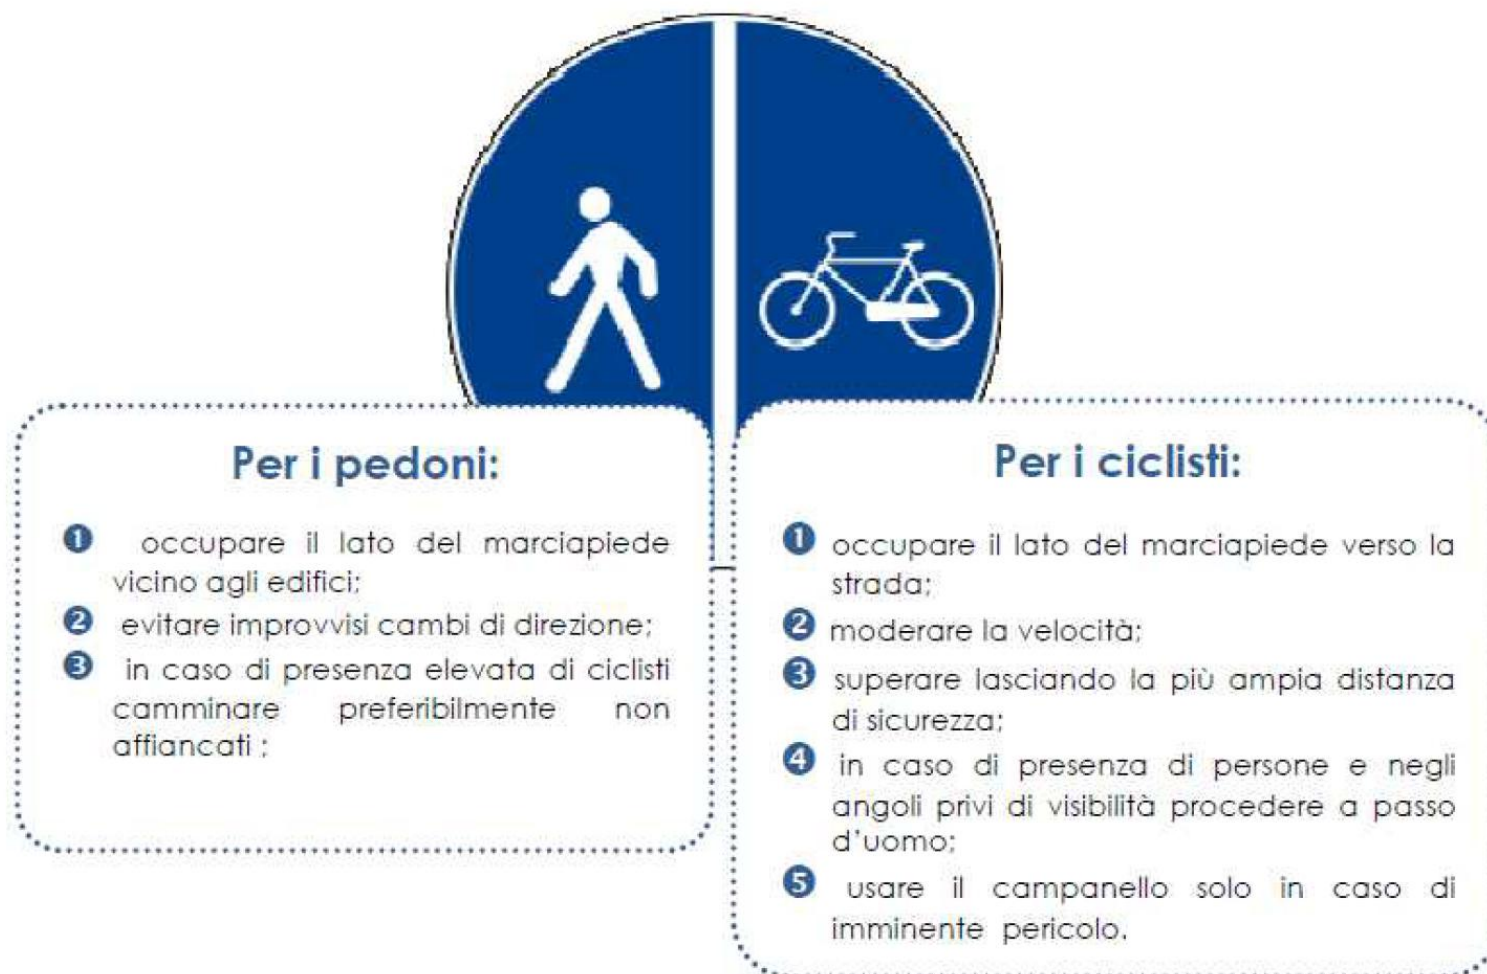 Per i pedoni:
❶ occupare il lato del marciapiede
vicino agli edifici;
❷ evitare improvvisi cambi di direzione;
❸ in caso di presenza elevata di ciclisti
camminare preferibilmente non
affiancati ;
Per i ciclisti:
❶ occupare il lato del marciapiede verso la
strada;
❷ moderare la velocità;
❸ superare lasciando la più ampia distanza
di sicurezza;
❹ in caso di presenza di persone e negli
angoli privi di visibilità procedere a passo
d'uomo;
❺ usare il campanello solo in caso di
imminente pericolo.